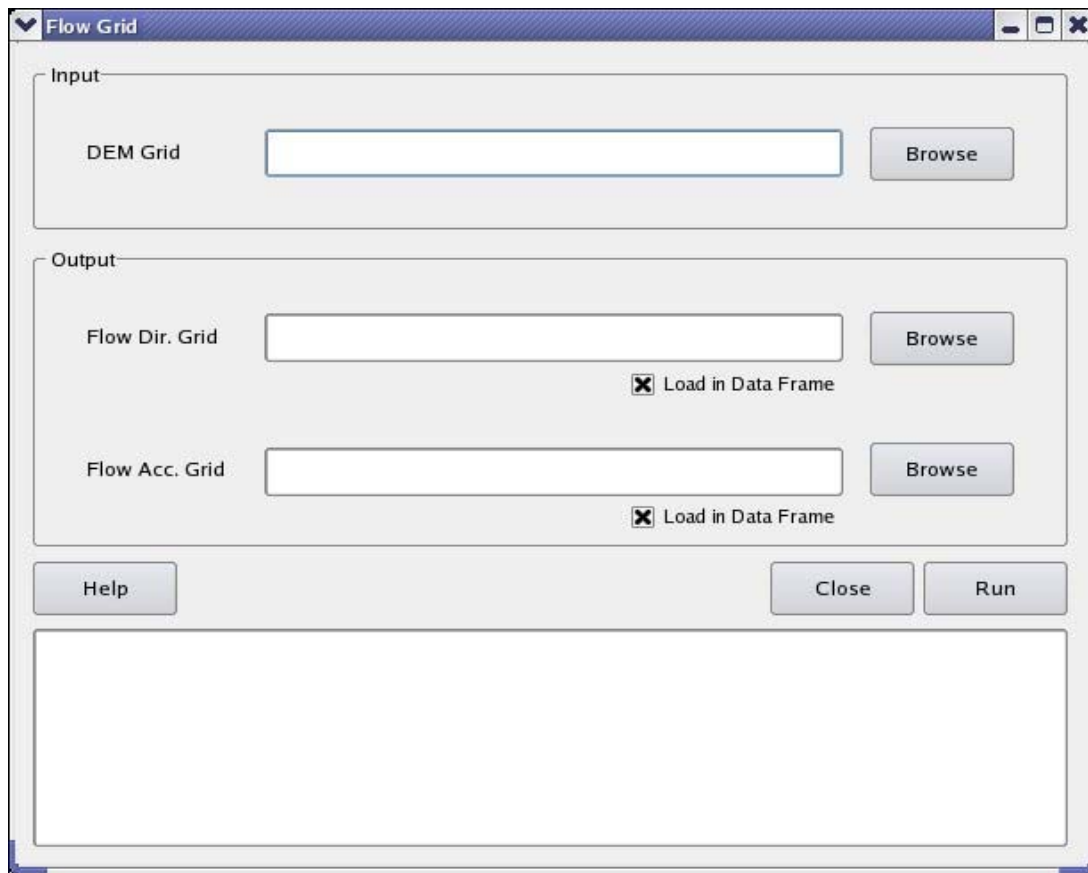 Flow Grid
Input
DEM Grid
Browse
Output
Flow Dir. Grid
Browse
Load in Data Frame
Flow Acc. Grid
Browse
Load in Data Frame
Help
Close
Run